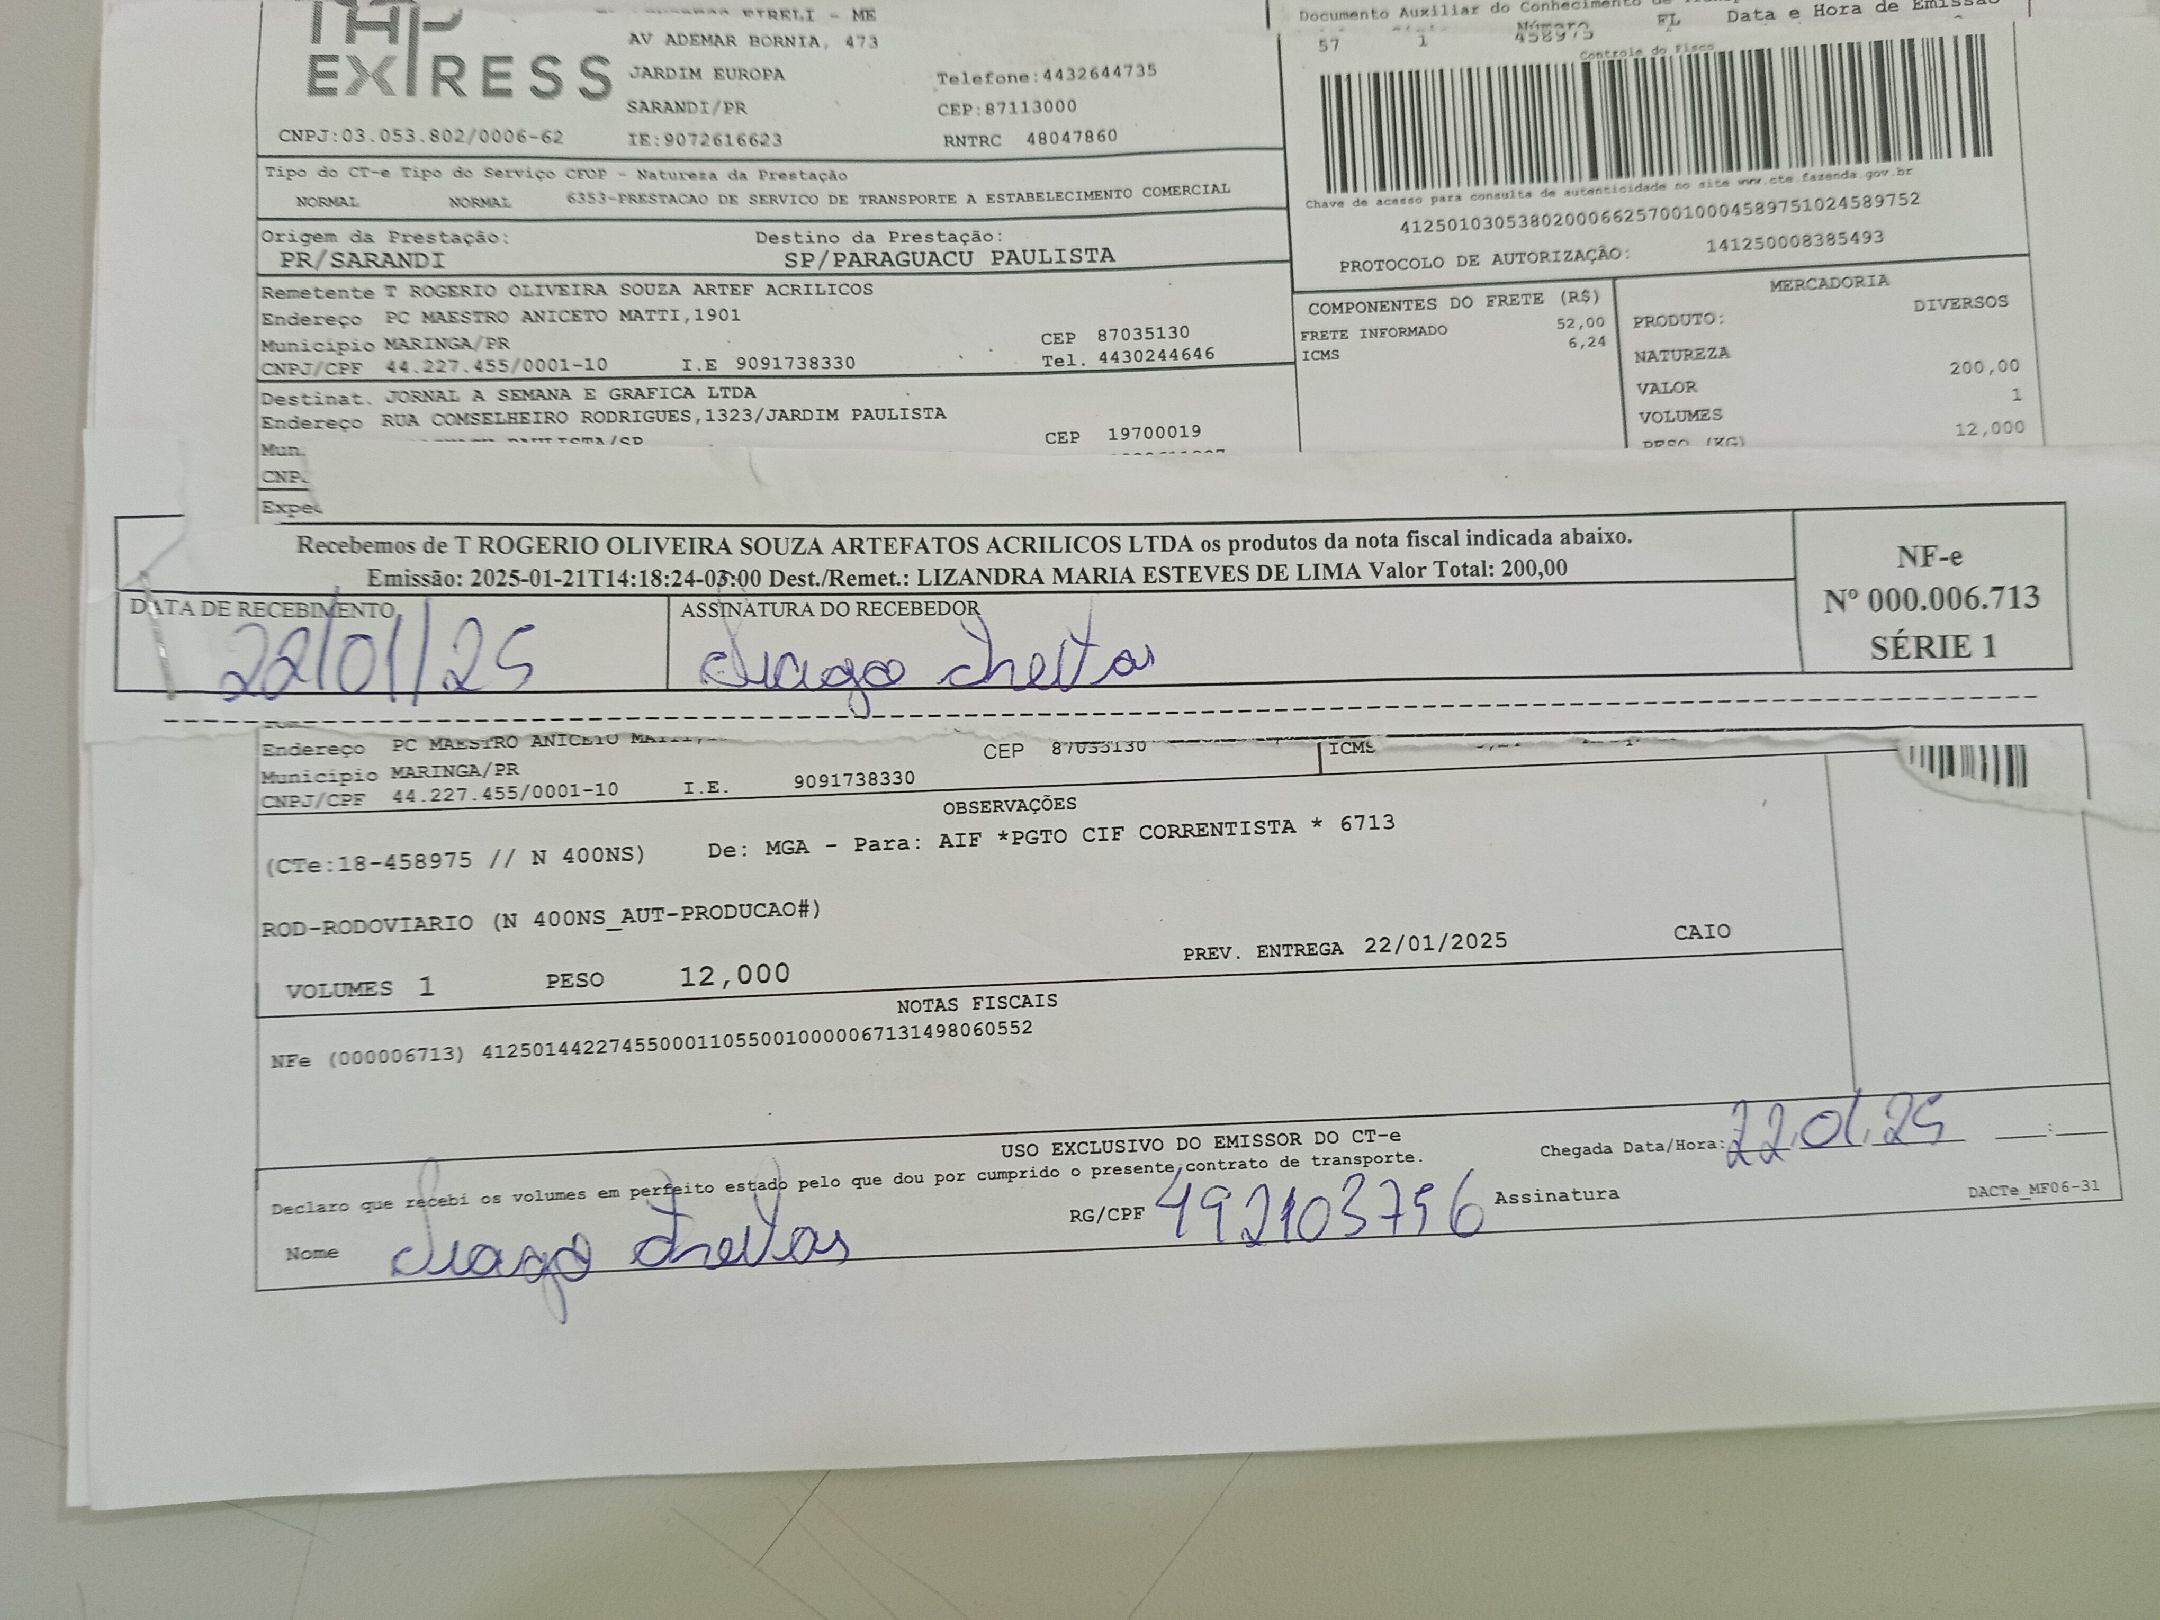 EXPRESS
EIRELI - ME
AV ADEMAR BORNIA, 473
JARDIM EUROPA
Telefone:4432644735
SARANDI/PR
CEP:87113000
CNPJ:03.053.802/0006-62
IE:9072616623
RNTRC 48047860
Documento Auxiliar do Conhecimento de
Número
FL
Data e Hora de Emissão
57
1
458975
Controle do Fisco
Chave de acesso para consulta de autenticidade no site www.cte.fazenda.gov.br
41250103053802000662570010004589751024589752
PROTOCOLO DE AUTORIZAÇÃO:
141250008385493
Tipo do CT-e Tipo do Serviço CFOP - Natureza da Prestação
NORMAL
NORMAL
6353-PRESTACAO DE SERVICO DE TRANSPORTE A ESTABELECIMENTO COMERCIAL
Origem da Prestação:
Destino da Prestação:
PR/SARANDI
SP/PARAGUACU PAULISTA
Remetente T ROGERIO OLIVEIRA SOUZA ARTEF ACRILICOS
Endereço PC MAESTRO ANICETO MATTI,1901
Município MARINGA/PR
CEP 87035130
CNPJ/CPF 44.227.455/0001-10
I.E 9091738330
Tel. 4430244646
COMPONENTES DO FRETE (R$)
FRETE INFORMADO 52,00
ICMS 6,24
MERCADORIA
PRODUTO: DIVERSOS
NATUREZA
VALOR 200,00
VOLUMES 1
PESO (KG) 12,000
Destinat. JORNAL A SEMANA E GRAFICA LTDA
Endereço RUA COMSELHEIRO RODRIGUES,1323/JARDIM PAULISTA
Mun.
PAULISTA/SP
CEP 19700019
CNP
Expe
Recebemos de T ROGERIO OLIVEIRA SOUZA ARTEFATOS ACRILICOS LTDA os produtos da nota fiscal indicada abaixo.
Emissão: 2025-01-21T14:18:24-03:00 Dest./Remet.: LIZANDRA MARIA ESTEVES DE LIMA Valor Total: 200,00
DATA DE RECEBIMENTO
ASSINATURA DO RECEBEDOR
22/01/25
NF-e
Nº 000.006.713
SÉRIE 1
Endereço PC MAESTRO ANICETO
CEP 87035130
ICMS
Município MARINGA/PR
CNPJ/CPF 44.227.455/0001-10
I.E. 9091738330
OBSERVAÇÕES
(CTe:18-458975 // N 400NS) De: MGA - Para: AIF *PGTO CIF CORRENTISTA * 6713
ROD-RODOVIARIO (N 400NS_AUT-PRODUCAO#)
PREV. ENTREGA 22/01/2025
CAIO
VOLUMES 1
PESO 12,000
NOTAS FISCAIS
NFe (000006713) 41250144227455000110550010000067131498060552
USO EXCLUSIVO DO EMISSOR DO CT-e
Chegada Data/Hora: 22.01.25
Declaro que recebi os volumes em perfeito estado pelo que dou por cumprido o presente contrato de transporte.
RG/CPF 492103796
Assinatura
DACTe_MF06-31
Nome